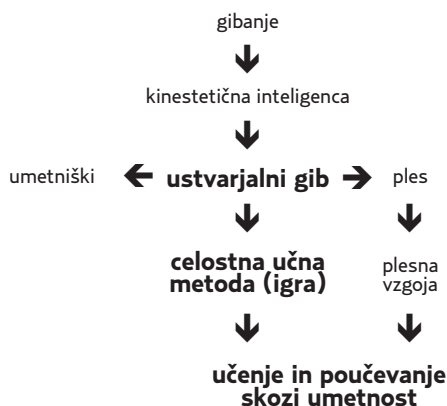 gibanje
kinestetična inteligenca
umetniški
ustvarjalni gib
ples
celostna učna
metoda (igra)
plesna
vzgoja
učenje in poučevanje
skozi umetnost